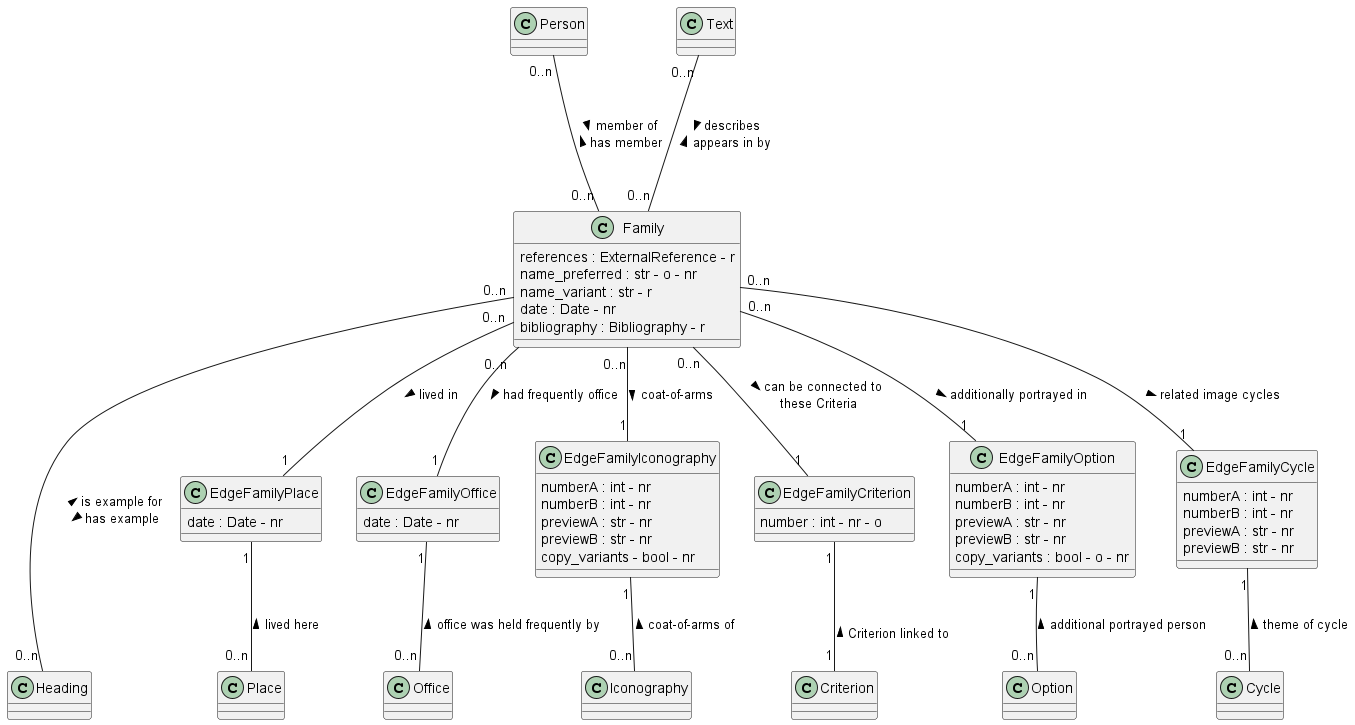 C Person
C Text
0..n
0..n
member of
has member
describes
appears in by
0..n
0..n
C Family
references : ExternalReference - r
name_preferred : str - o - nr
name_variant : str - r
date : Date - nr
bibliography : Bibliography - r
0..n
0..n
0..n
0..n
0..n
0..n
0..n
lived in
had frequently office
coat-of-arms
can be connected to
these Criteria
additionally portrayed in
related image cycles
1
1
1
1
1
1
is example for
has example
C EdgeFamilyPlace
date : Date - nr
C EdgeFamilyOffice
date : Date - nr
C EdgeFamilyIconography
numberA : int - nr
numberB : int - nr
previewA : str - nr
previewB : str - nr
copy_variants - bool - nr
C EdgeFamilyCriterion
number : int - nr - o
C EdgeFamilyOption
numberA : int - nr
numberB : int - nr
previewA : str - nr
previewB : str - nr
copy_variants : bool - o - nr
C EdgeFamilyCycle
numberA : int - nr
numberB : int - nr
previewA : str - nr
previewB : str - nr
1
1
1
1
1
1
lived here
office was held frequently by
coat-of-arms of
Criterion linked to
additional portrayed person
theme of cycle
0..n
0..n
0..n
0..n
1
0..n
0..n
C Heading
C Place
C Office
C Iconography
C Criterion
C Option
C Cycle